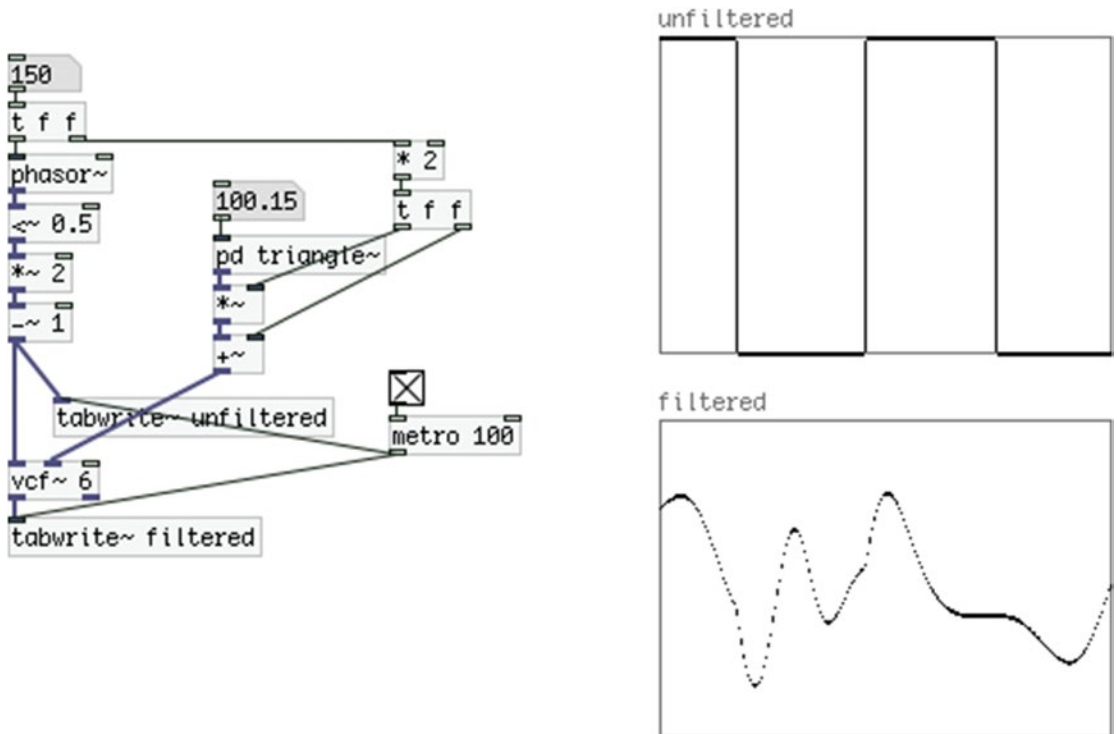 unfiltered
150
t f f
* 2
phasor~
100.15
t f f
<~ 0.5
pd triangle~
*~ 2
*~
-~ 1
+~
tabwrite~ unfiltered
filtered
metro 100
vcf~ 6
tabwrite~ filtered